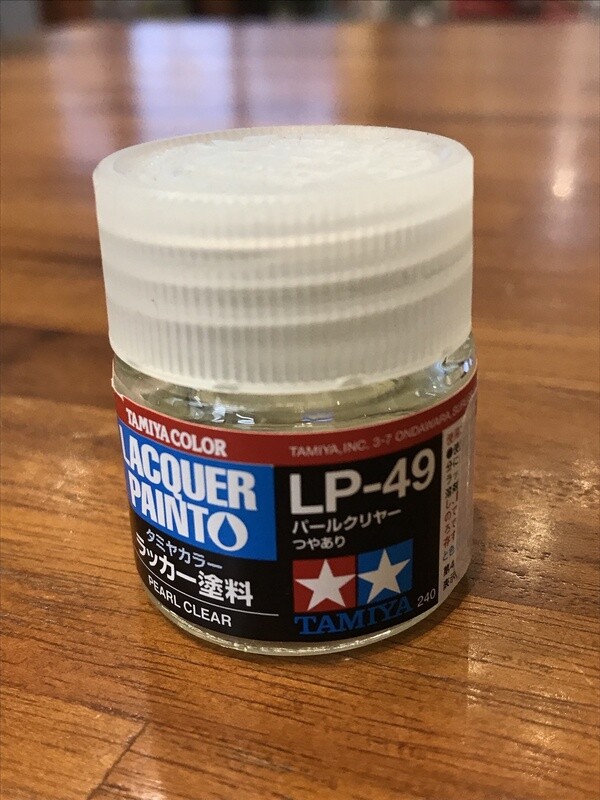 TAMIYA COLOR
LACQUER
PAINT
タミヤカラー
ラッカー塗料
PEARL CLEAR
TAMIYA, INC. 3-7 ONDAWARA,
LP-49
パールクリヤー
つやあり
TAMIYA
240